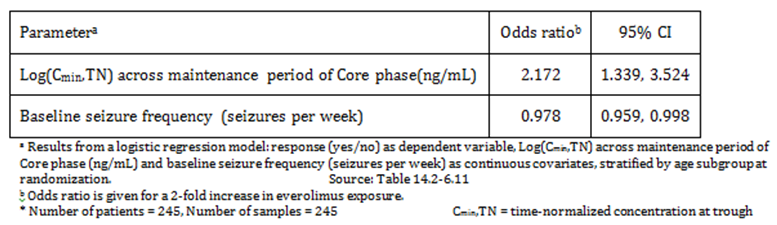 Parameterᵃ Odds ratioᵇ 95% CI
Log(Cmin,TN) across maintenance period of Core phase(ng/mL) 2.172 1.339, 3.524
Baseline seizure frequency (seizures per week) 0.978 0.959, 0.998
ᵃ Results from a logistic regression model: response (yes/no) as dependent variable, Log(Cmin,TN) across maintenance period of
Core phase (ng/mL) and baseline seizure frequency (seizures per week) as continuous covariates, stratified by age subgroup at
randomization. Source: Table 14.2-6.11
ᵇ Odds ratio is given for a 2-fold increase in everolimus exposure.
* Number of patients = 245, Number of samples = 245 Cmin,TN = time-normalized concentration at trough